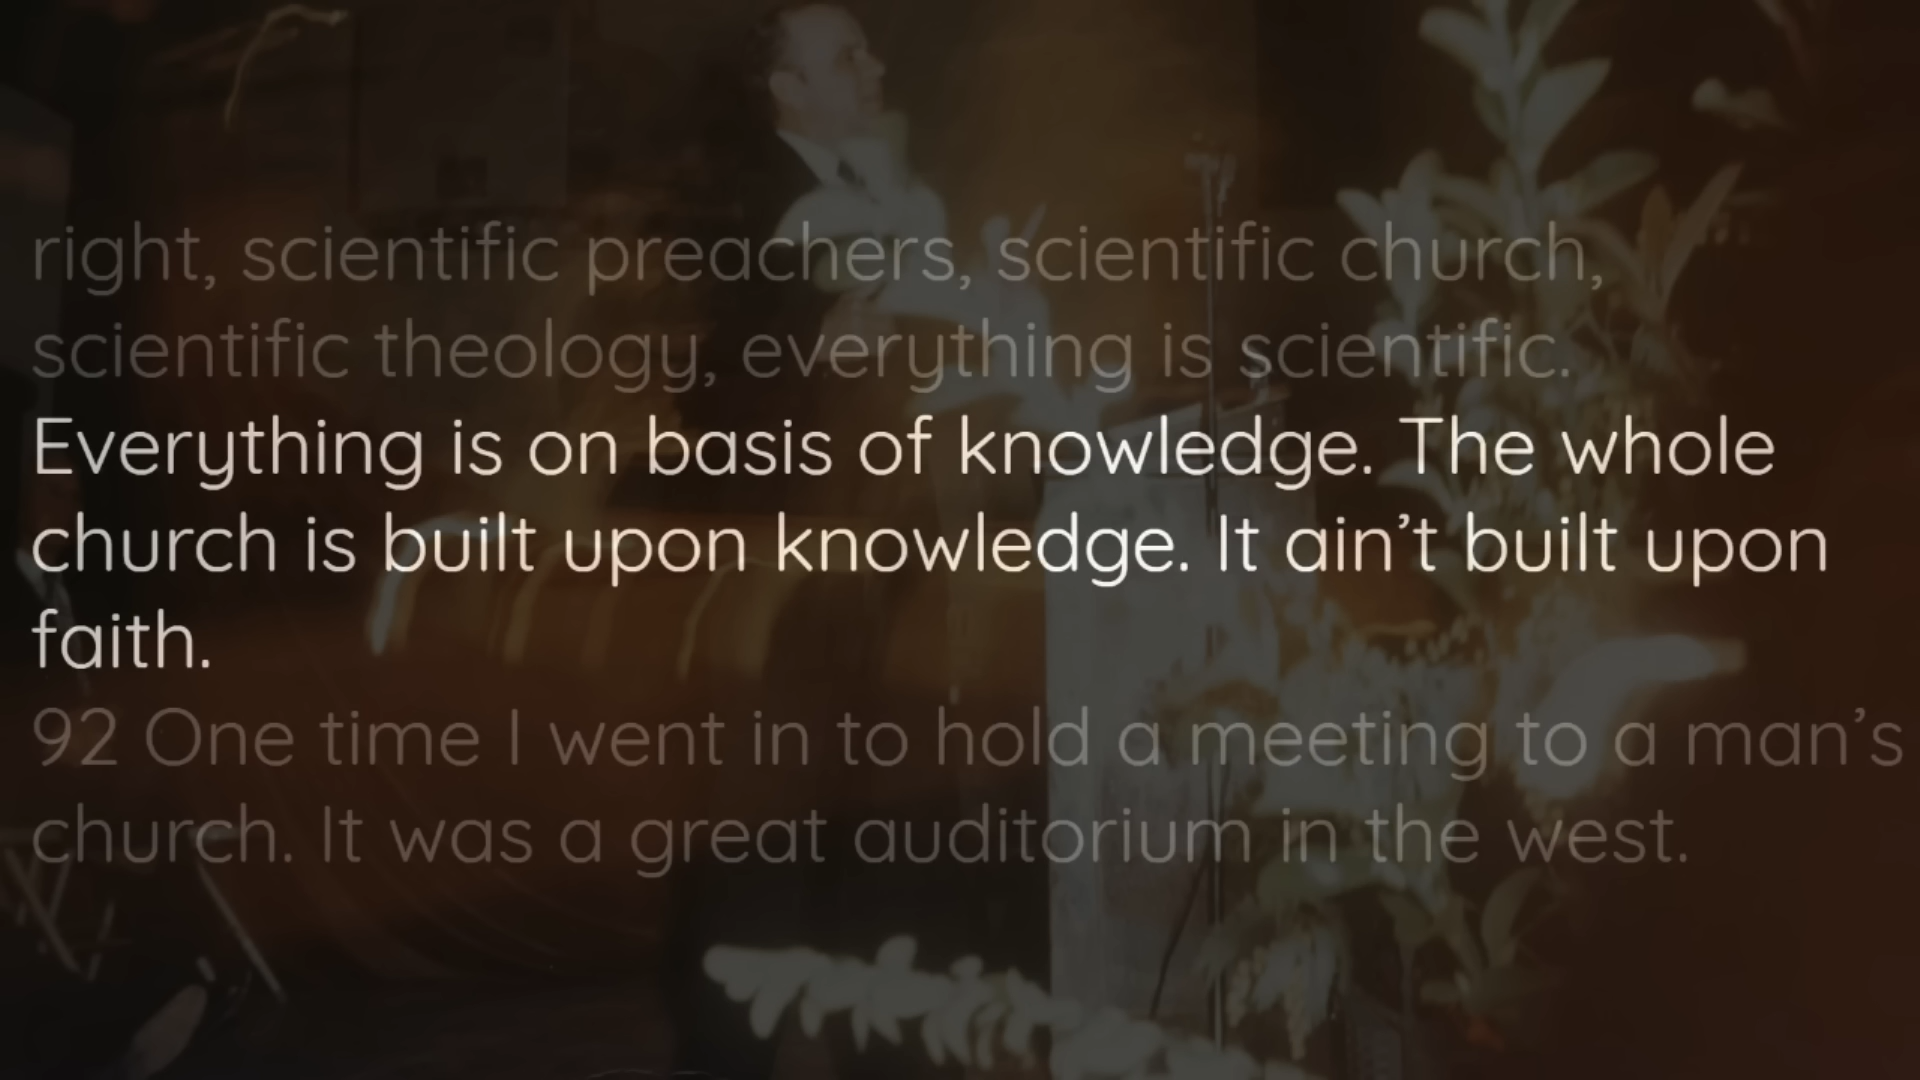 right, scientific preachers, scientific church,
scientific theology, everything is scientific.
Everything is on basis of knowledge. The whole
church is built upon knowledge. It ain’t built upon
faith.
92 One time I went in to hold a meeting to a man’s
church. It was a great auditorium in the west.